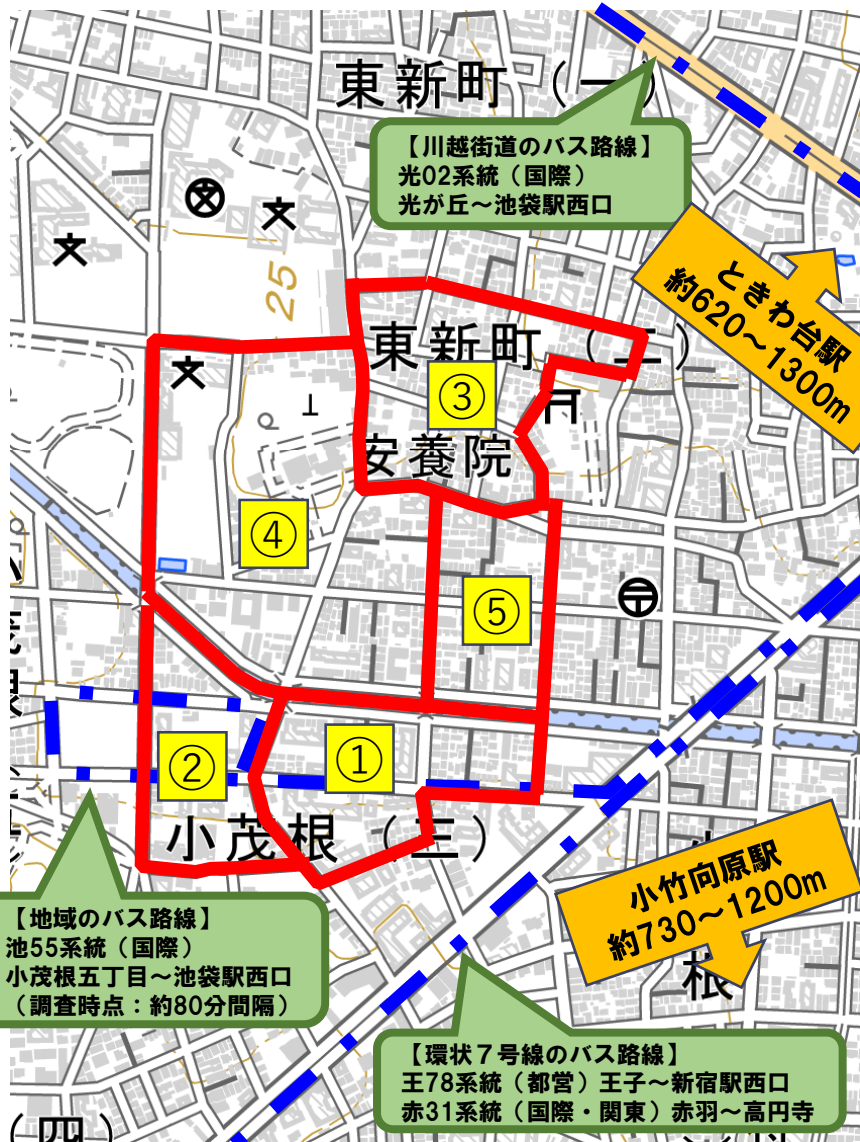 東新町（一）
【川越街道のバス路線】
光02系統（国際）
光が丘～池袋駅西口
25
ときわ台駅
約620～1300m
東新町（二）
③
安養院
④
⑤
①
②
小茂根（三）
小竹向原駅
約730～1200m
根
【地域のバス路線】
池55系統（国際）
小茂根五丁目～池袋駅西口
（調査時点：約80分間隔）
【環状７号線のバス路線】
王78系統（都営）王子～新宿駅西口
赤31系統（国際・関東）赤羽～高円寺
（四）